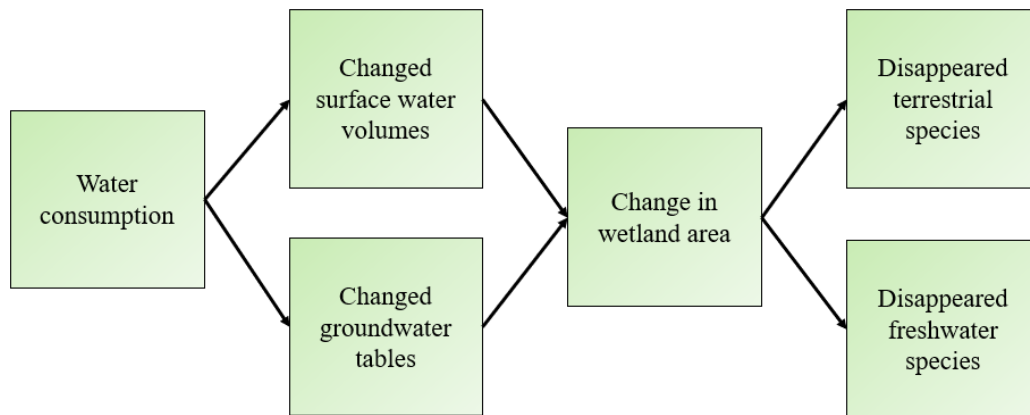 Water
consumption
Changed
surface water
volumes
Changed
groundwater
tables
Change in
wetland area
Disappeared
terrestrial
species
Disappeared
freshwater
species